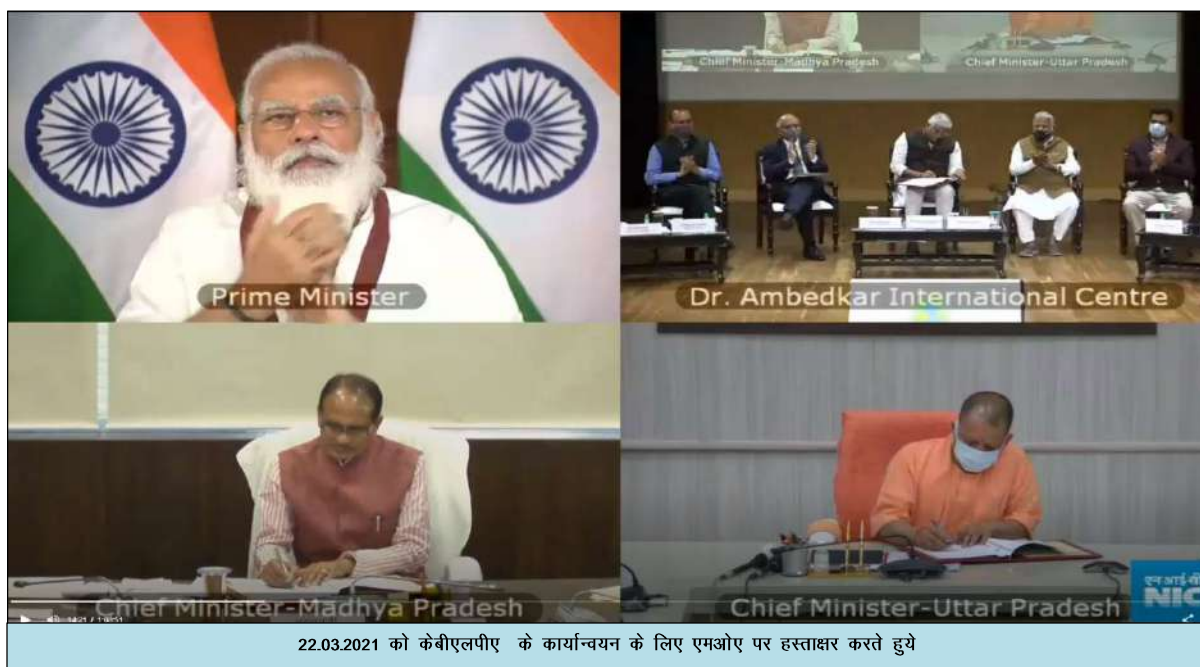 Chief Minister-Madhya Pradesh
Chief Minister-Uttar Pradesh
Prime Minister
Dr. Ambedkar International Centre
Chief Minister-Madhya Pradesh
Chief Minister-Uttar Pradesh
एनआईसी
NIC
22.03.2021 को केबीएलपीए के कार्यान्वयन के लिए एमओए पर हस्ताक्षर करते हुये